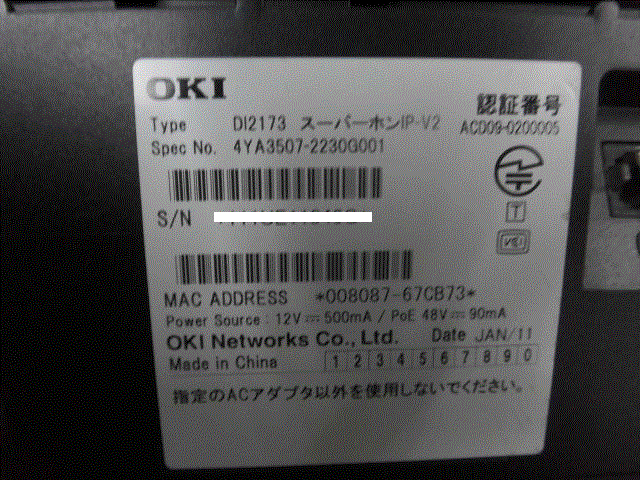 OKI
認証番号
Type DI2173 スーパーホンIP-V2
ACD09-0200005
Spec No. 4YA3507-2230G001
S/N
T
VCI
MAC ADDRESS *008087-67CB73*
Power Source : 12V⎓500mA / PoE 48V⎓90mA
OKI Networks Co., Ltd. Date JAN/11
Made in China 1 2 3 4 5 6 7 8 9 0
指定のACアダプタ以外を使用しないでください。